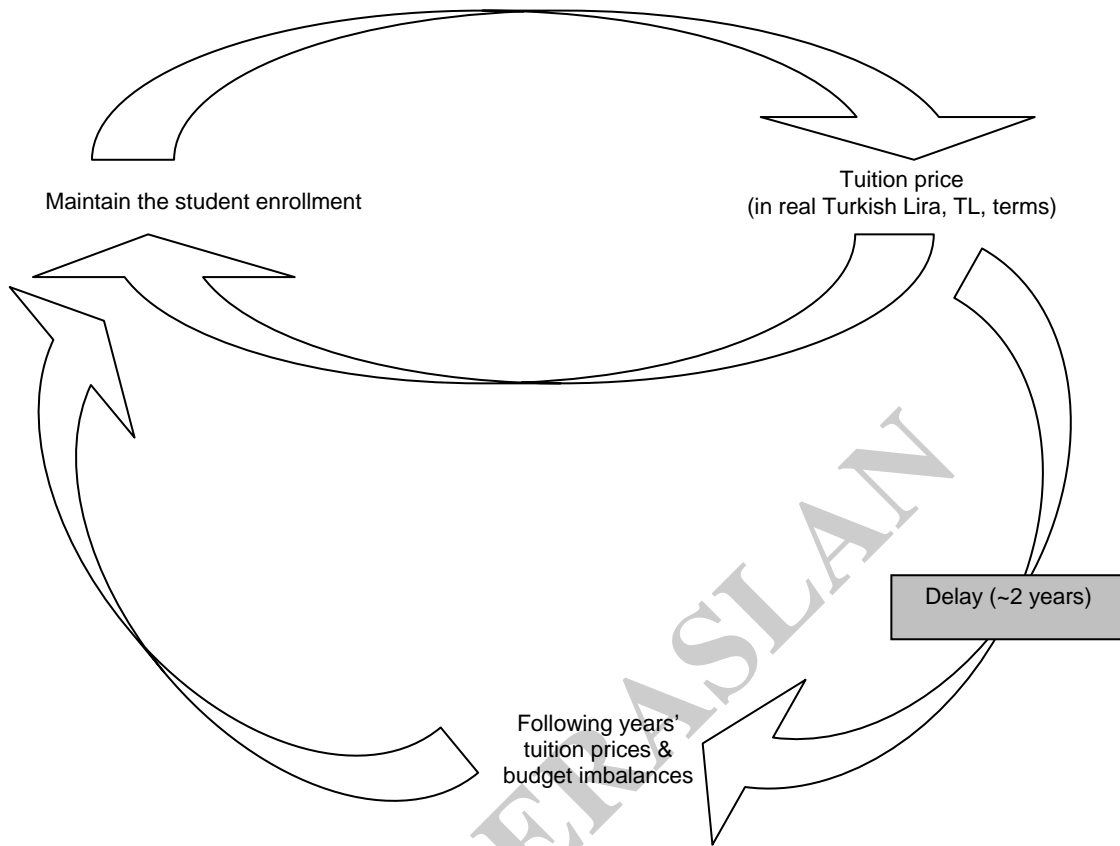 Maintain the student enrollment
Tuition price
(in real Turkish Lira, TL, terms)
Delay (~2 years)
Following years'
tuition prices &
budget imbalances
ERASLAN